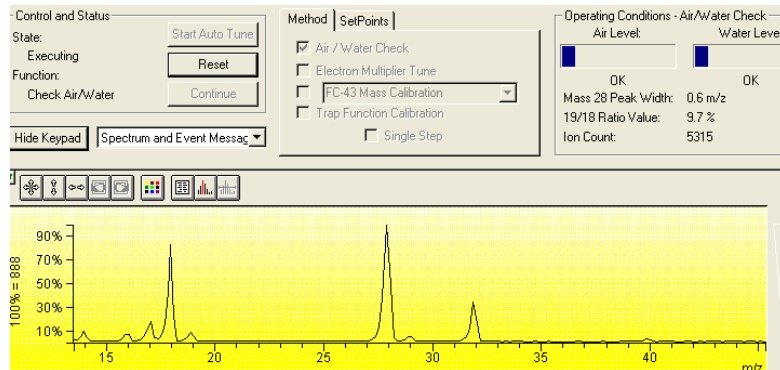 Control and Status
State:
Executing
Function:
Check Air/Water
Start Auto Tune
Reset
Continue
Hide Keypad
Spectrum and Event Messag
Method
SetPoints
Air / Water Check
Electron Multiplier Tune
FC-43 Mass Calibration
Trap Function Calibration
Single Step
Operating Conditions - Air/Water Check
Air Level:
Water Leve
OK
OK
Mass 28 Peak Width: 0.6 m/z
19/18 Ratio Value: 9.7 %
Ion Count: 5315
100% = 888
90%
70%
50%
30%
10%
15 20 25 30 35 40
m/z